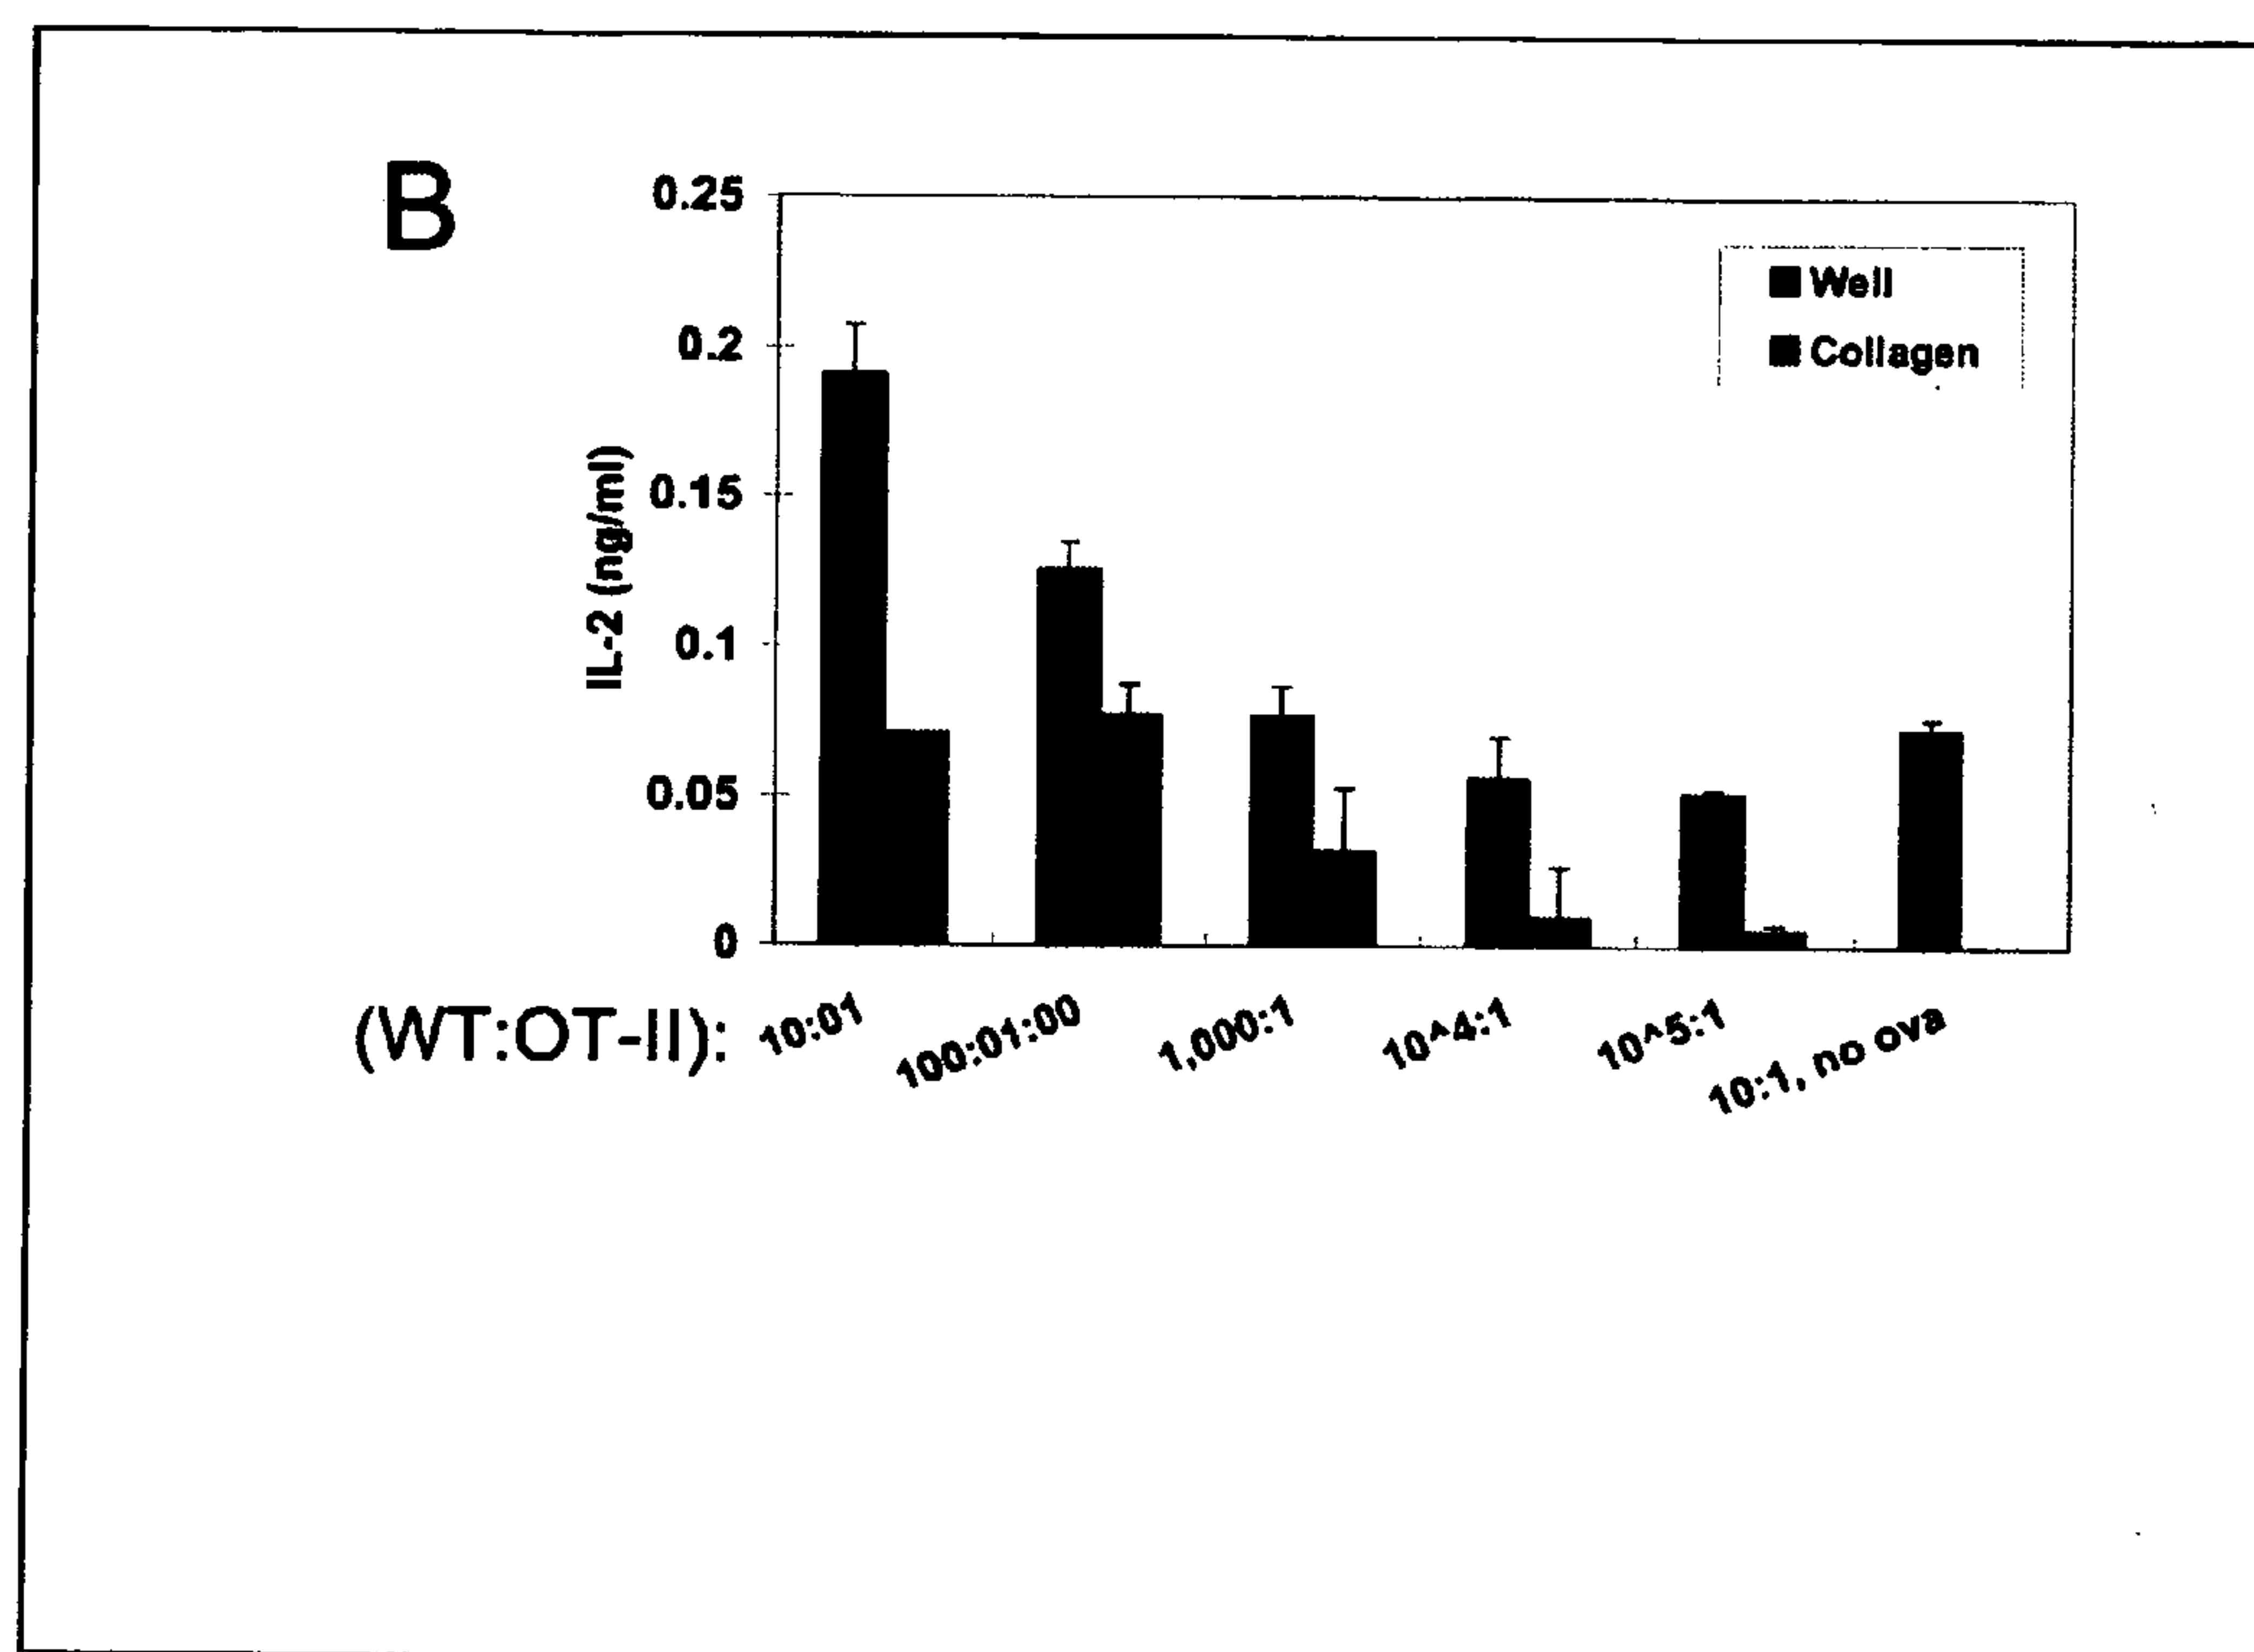 B
0.25
0.2
0.15
0.1
0.05
0
IL-2 (ng/ml)
Well
Collagen
(WT:OT-II):
10:01
100:01:00
1,000:1
10^4:1
10^5:1
10:1, no ova